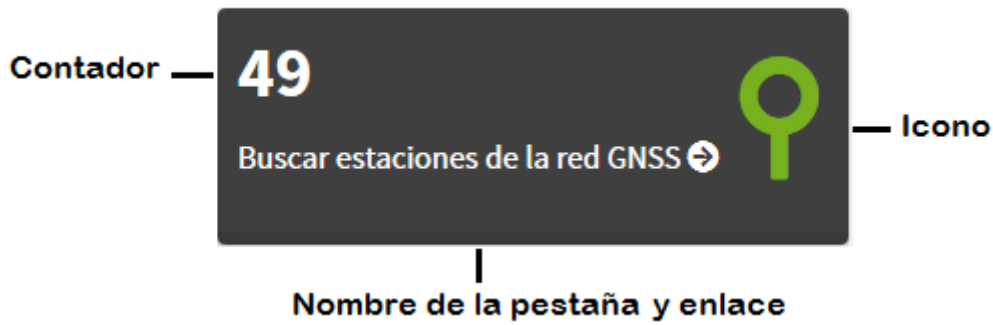 49
Contador
Buscar estaciones de la red GNSS
Icono
Nombre de la pestaña y enlace